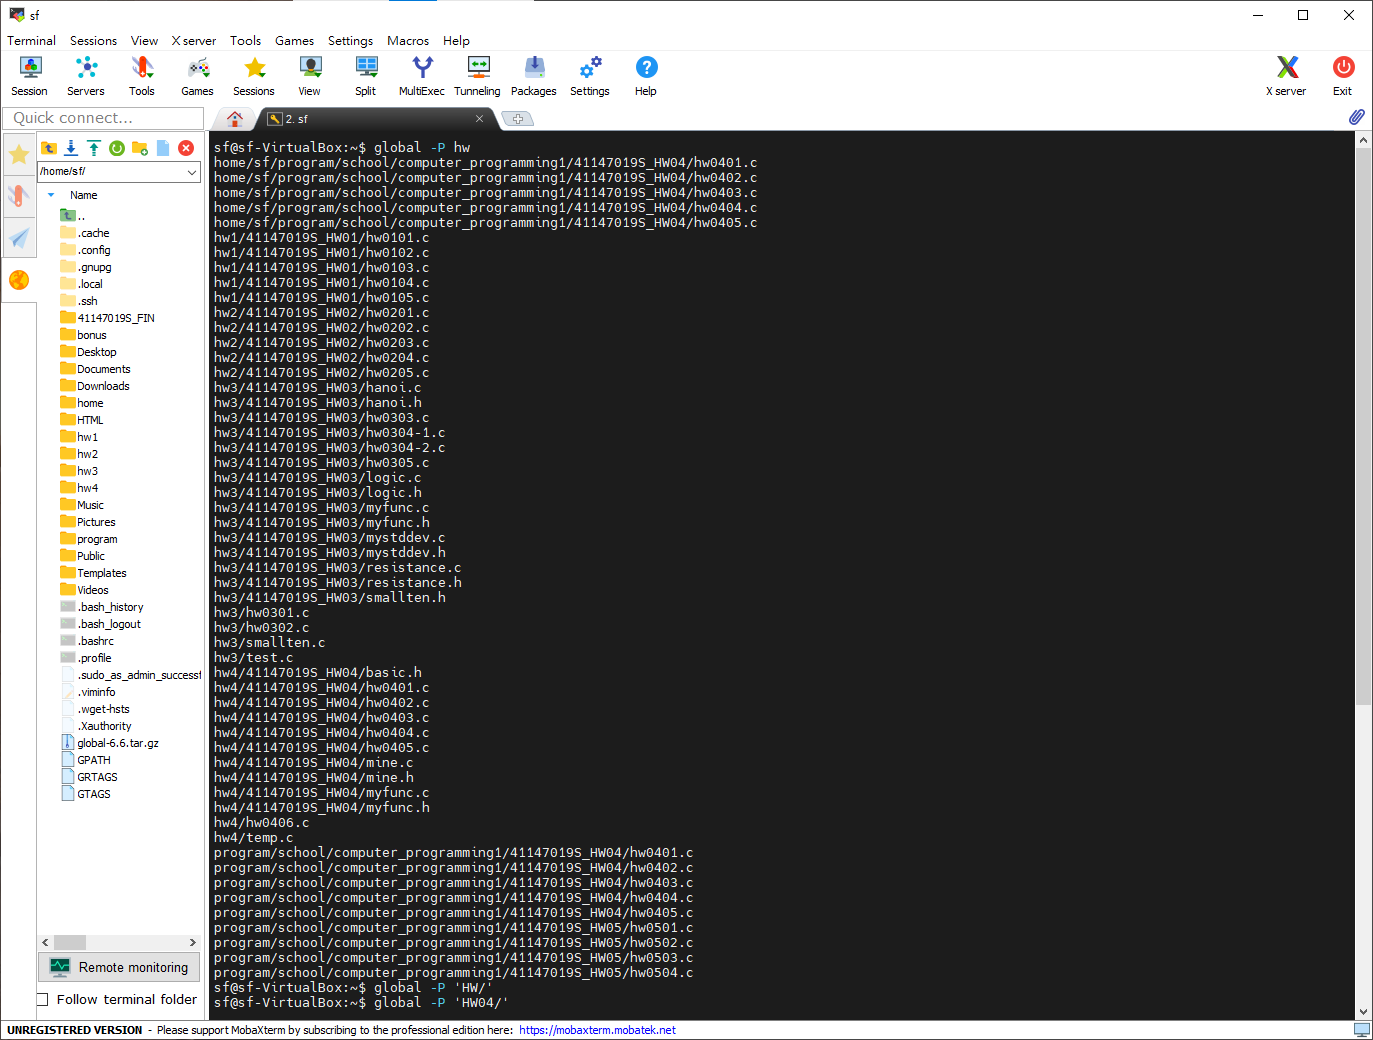 sf
Terminal Sessions View X server Tools Games Settings Macros Help
Session Servers Tools Games Sessions View Split MultiExec Tunneling Packages Settings Help X server Exit
Quick connect...
2. sf
/home/sf/
Name
..
.cache
.config
.gnupg
.local
.ssh
41147019S_FIN
bonus
Desktop
Documents
Downloads
home
HTML
hw1
hw2
hw3
hw4
Music
Pictures
program
Public
Templates
Videos
.bash_history
.bash_logout
.bashrc
.profile
.sudo_as_admin_successf
.viminfo
.wget-hsts
.Xauthority
global-6.6.tar.gz
GPATH
GRTAGS
GTAGS
Remote monitoring
Follow terminal folder
sf@sf-VirtualBox:~$ global -P hw
home/sf/program/school/computer_programming1/41147019S_HW04/hw0401.c
home/sf/program/school/computer_programming1/41147019S_HW04/hw0402.c
home/sf/program/school/computer_programming1/41147019S_HW04/hw0403.c
home/sf/program/school/computer_programming1/41147019S_HW04/hw0404.c
home/sf/program/school/computer_programming1/41147019S_HW04/hw0405.c
hw1/41147019S_HW01/hw0101.c
hw1/41147019S_HW01/hw0102.c
hw1/41147019S_HW01/hw0103.c
hw1/41147019S_HW01/hw0104.c
hw1/41147019S_HW01/hw0105.c
hw2/41147019S_HW02/hw0201.c
hw2/41147019S_HW02/hw0202.c
hw2/41147019S_HW02/hw0203.c
hw2/41147019S_HW02/hw0204.c
hw2/41147019S_HW02/hw0205.c
hw3/41147019S_HW03/hanoi.c
hw3/41147019S_HW03/hanoi.h
hw3/41147019S_HW03/hw0303.c
hw3/41147019S_HW03/hw0304-1.c
hw3/41147019S_HW03/hw0304-2.c
hw3/41147019S_HW03/hw0305.c
hw3/41147019S_HW03/logic.c
hw3/41147019S_HW03/logic.h
hw3/41147019S_HW03/myfunc.c
hw3/41147019S_HW03/myfunc.h
hw3/41147019S_HW03/mystddev.c
hw3/41147019S_HW03/mystddev.h
hw3/41147019S_HW03/resistance.c
hw3/41147019S_HW03/resistance.h
hw3/41147019S_HW03/smallten.h
hw3/hw0301.c
hw3/hw0302.c
hw3/smallten.c
hw3/test.c
hw4/41147019S_HW04/basic.h
hw4/41147019S_HW04/hw0401.c
hw4/41147019S_HW04/hw0402.c
hw4/41147019S_HW04/hw0403.c
hw4/41147019S_HW04/hw0404.c
hw4/41147019S_HW04/hw0405.c
hw4/41147019S_HW04/mine.c
hw4/41147019S_HW04/mine.h
hw4/41147019S_HW04/myfunc.c
hw4/41147019S_HW04/myfunc.h
hw4/hw0406.c
hw4/temp.c
program/school/computer_programming1/41147019S_HW04/hw0401.c
program/school/computer_programming1/41147019S_HW04/hw0402.c
program/school/computer_programming1/41147019S_HW04/hw0403.c
program/school/computer_programming1/41147019S_HW04/hw0404.c
program/school/computer_programming1/41147019S_HW04/hw0405.c
program/school/computer_programming1/41147019S_HW05/hw0501.c
program/school/computer_programming1/41147019S_HW05/hw0502.c
program/school/computer_programming1/41147019S_HW05/hw0503.c
program/school/computer_programming1/41147019S_HW05/hw0504.c
sf@sf-VirtualBox:~$ global -P 'HW/'
sf@sf-VirtualBox:~$ global -P 'HW04/'
UNREGISTERED VERSION - Please support MobaXterm by subscribing to the professional edition here: https://mobaxterm.mobatek.net